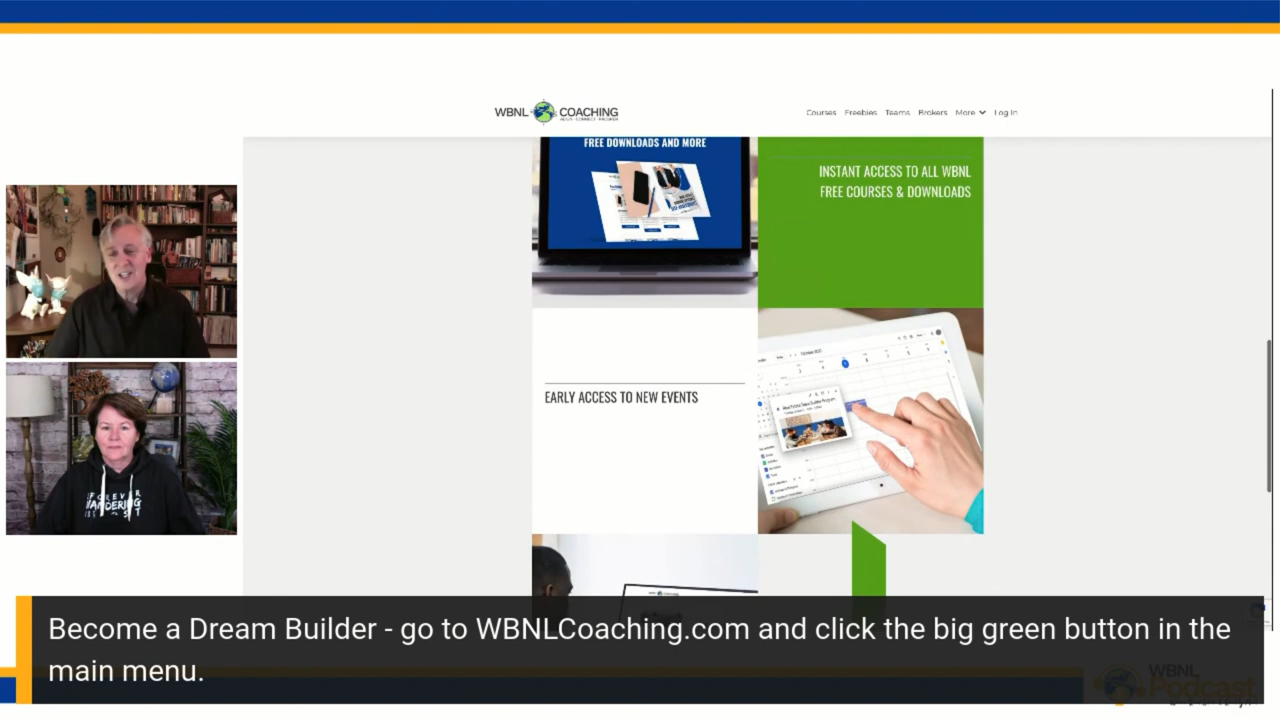 WBNL COACHING
Courses Freebies Teams Brokers More Log In
FREE DOWNLOADS AND MORE
INSTANT ACCESS TO ALL WBNL
FREE COURSES & DOWNLOADS
EARLY ACCESS TO NEW EVENTS
FOREVER
WANDERING
Become a Dream Builder - go to WBNLCoaching.com and click the big green button in the
main menu.
WBNL
Podcast